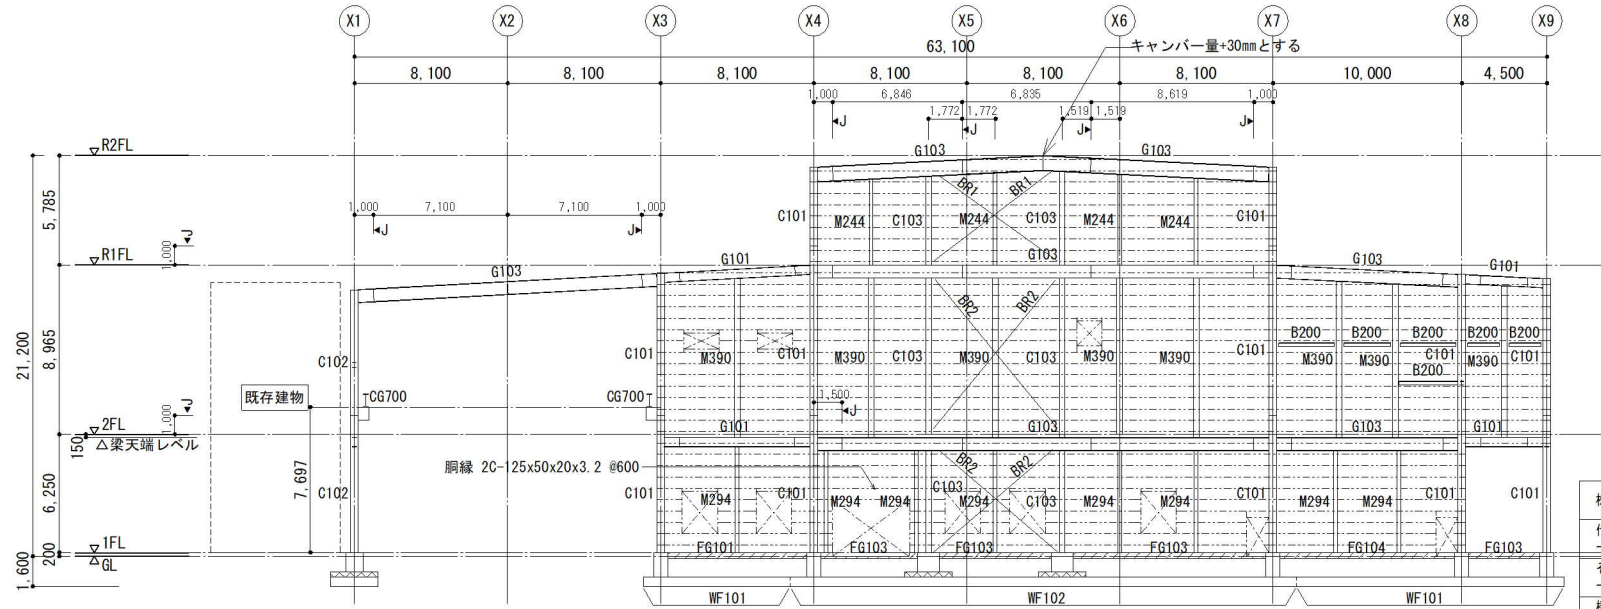 X1 X2 X3 X4 X5 X6 X7 X8 X9
63,100
キャンバー量+30mmとする
8,100 8,100 8,100 8,100 8,100 8,100 10,000 4,500
1,000 6,846 6,835 8,619 1,000
1,772 1,772 1,519 1,519
J J J J
R2FL
G103 G103
BR1 BR1
5,785
1,000 7,100 7,100 1,000
C101 M244 C103 M244 C103 M244 M244 C101
J J
J
1,000
R1FL
G103 G101 G103 G103 G101
21,200
8,965
BR2 BR2
B200 B200 B200 B200 B200
C102 C101 M390 C101 M390 C103 M390 C103 M390 M390 C101 M390 M390 C101 M390 C101
B200
既存建物
CG700 CG700
1,500
J
J
1,000
2FL
150
△梁天端レベル
G101 G103 G103 G101
7,697
胴縁 2C-125x50x20x3.2 @600
BR2 BR2
6,250
C102 C101 M294 C101 M294 M294 C103 M294 C103 M294 M294 C101 M294 M294 C101 C101
1FL
200
GL
FG101 FG103 FG103 FG103 FG104 FG103
1,600
WF101 WF102 WF101